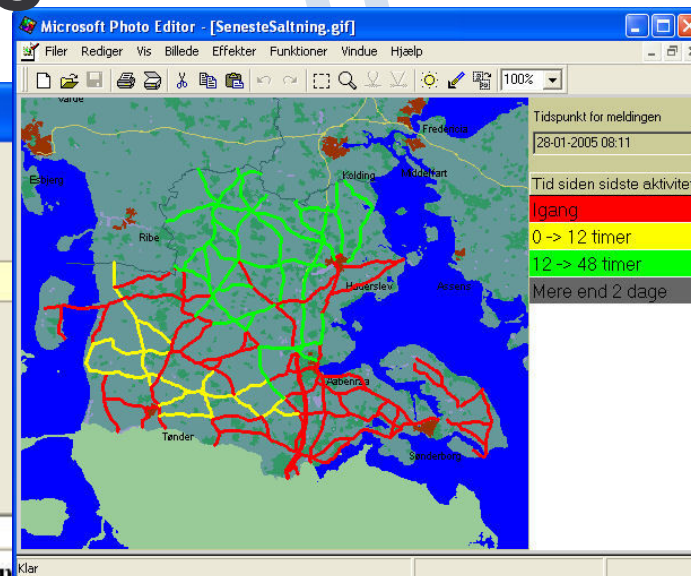 Microsoft Photo Editor - [SenesteSaltning.gif]
Filer Rediger Vis Billede Effekter Funktioner Vindue Hjælp
100%
Varde
Fredericia
Esbjerg
Kolding
Middelfart
Ribe
Haderslev
Assens
Aabenraa
Tønder
Sønderborg
Tidspunkt for meldingen
28-01-2005 08:11
Tid siden sidste aktivitet
Igang
0 -> 12 timer
12 -> 48 timer
Mere end 2 dage
Klar